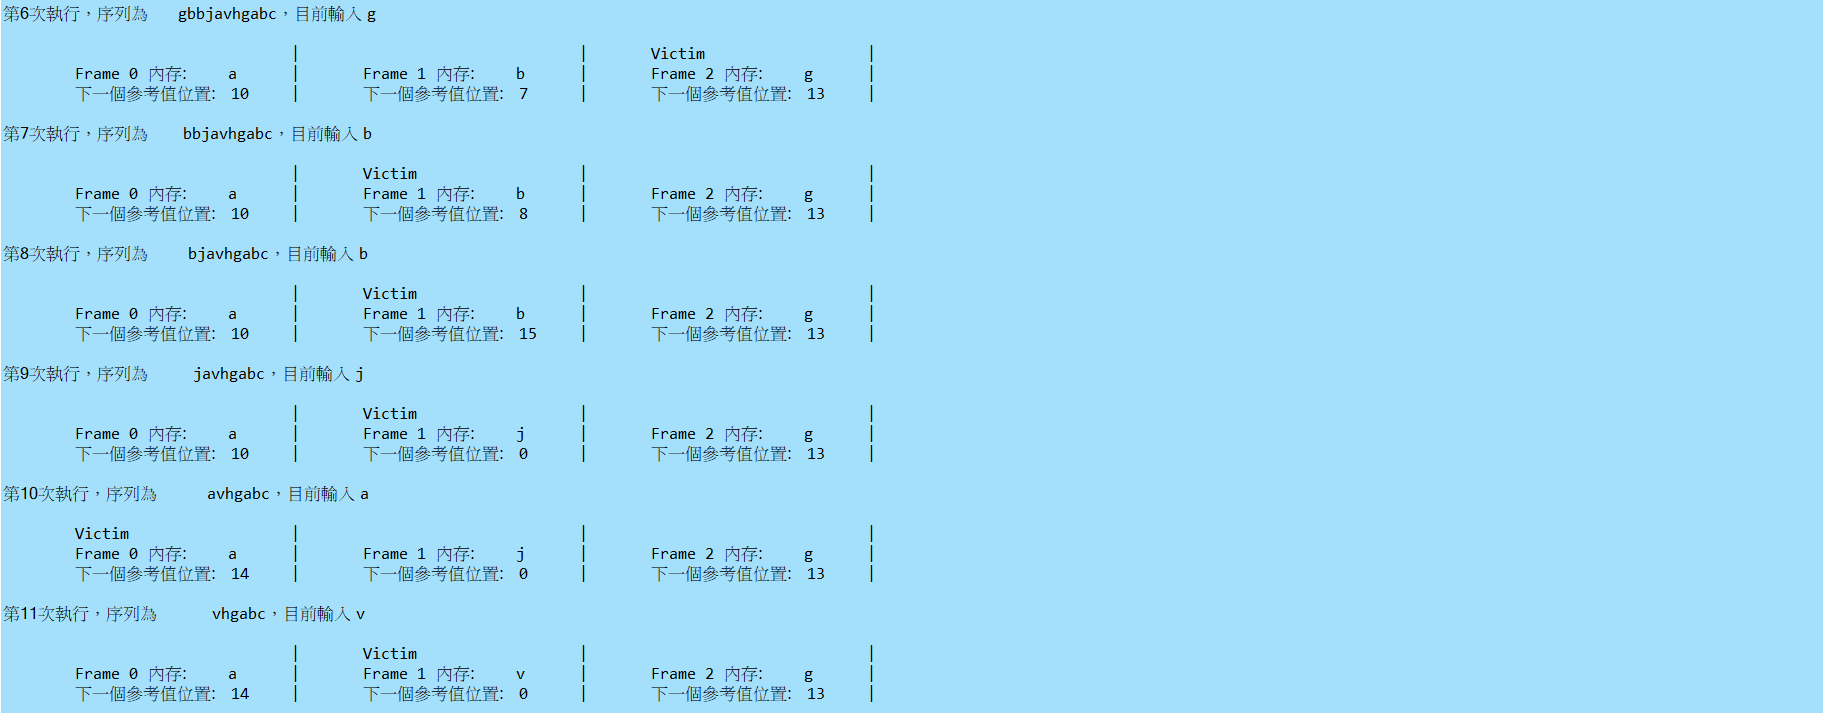 第6次執行，序列為 gbbjavhgabc，目前輸入 g
| | Victim |
Frame 0 內存: a | Frame 1 內存: b | Frame 2 內存: g |
下一個參考值位置: 10 | 下一個參考值位置: 7 | 下一個參考值位置: 13 |
第7次執行，序列為 bbjavhgabc，目前輸入 b
| Victim | |
Frame 0 內存: a | Frame 1 內存: b | Frame 2 內存: g |
下一個參考值位置: 10 | 下一個參考值位置: 8 | 下一個參考值位置: 13 |
第8次執行，序列為 bjavhgabc，目前輸入 b
| Victim | |
Frame 0 內存: a | Frame 1 內存: b | Frame 2 內存: g |
下一個參考值位置: 10 | 下一個參考值位置: 15 | 下一個參考值位置: 13 |
第9次執行，序列為 javhgabc，目前輸入 j
| Victim | |
Frame 0 內存: a | Frame 1 內存: j | Frame 2 內存: g |
下一個參考值位置: 10 | 下一個參考值位置: 0 | 下一個參考值位置: 13 |
第10次執行，序列為 avhgabc，目前輸入 a
Victim | | |
Frame 0 內存: a | Frame 1 內存: j | Frame 2 內存: g |
下一個參考值位置: 14 | 下一個參考值位置: 0 | 下一個參考值位置: 13 |
第11次執行，序列為 vhgabc，目前輸入 v
| Victim | |
Frame 0 內存: a | Frame 1 內存: v | Frame 2 內存: g |
下一個參考值位置: 14 | 下一個參考值位置: 0 | 下一個參考值位置: 13 |